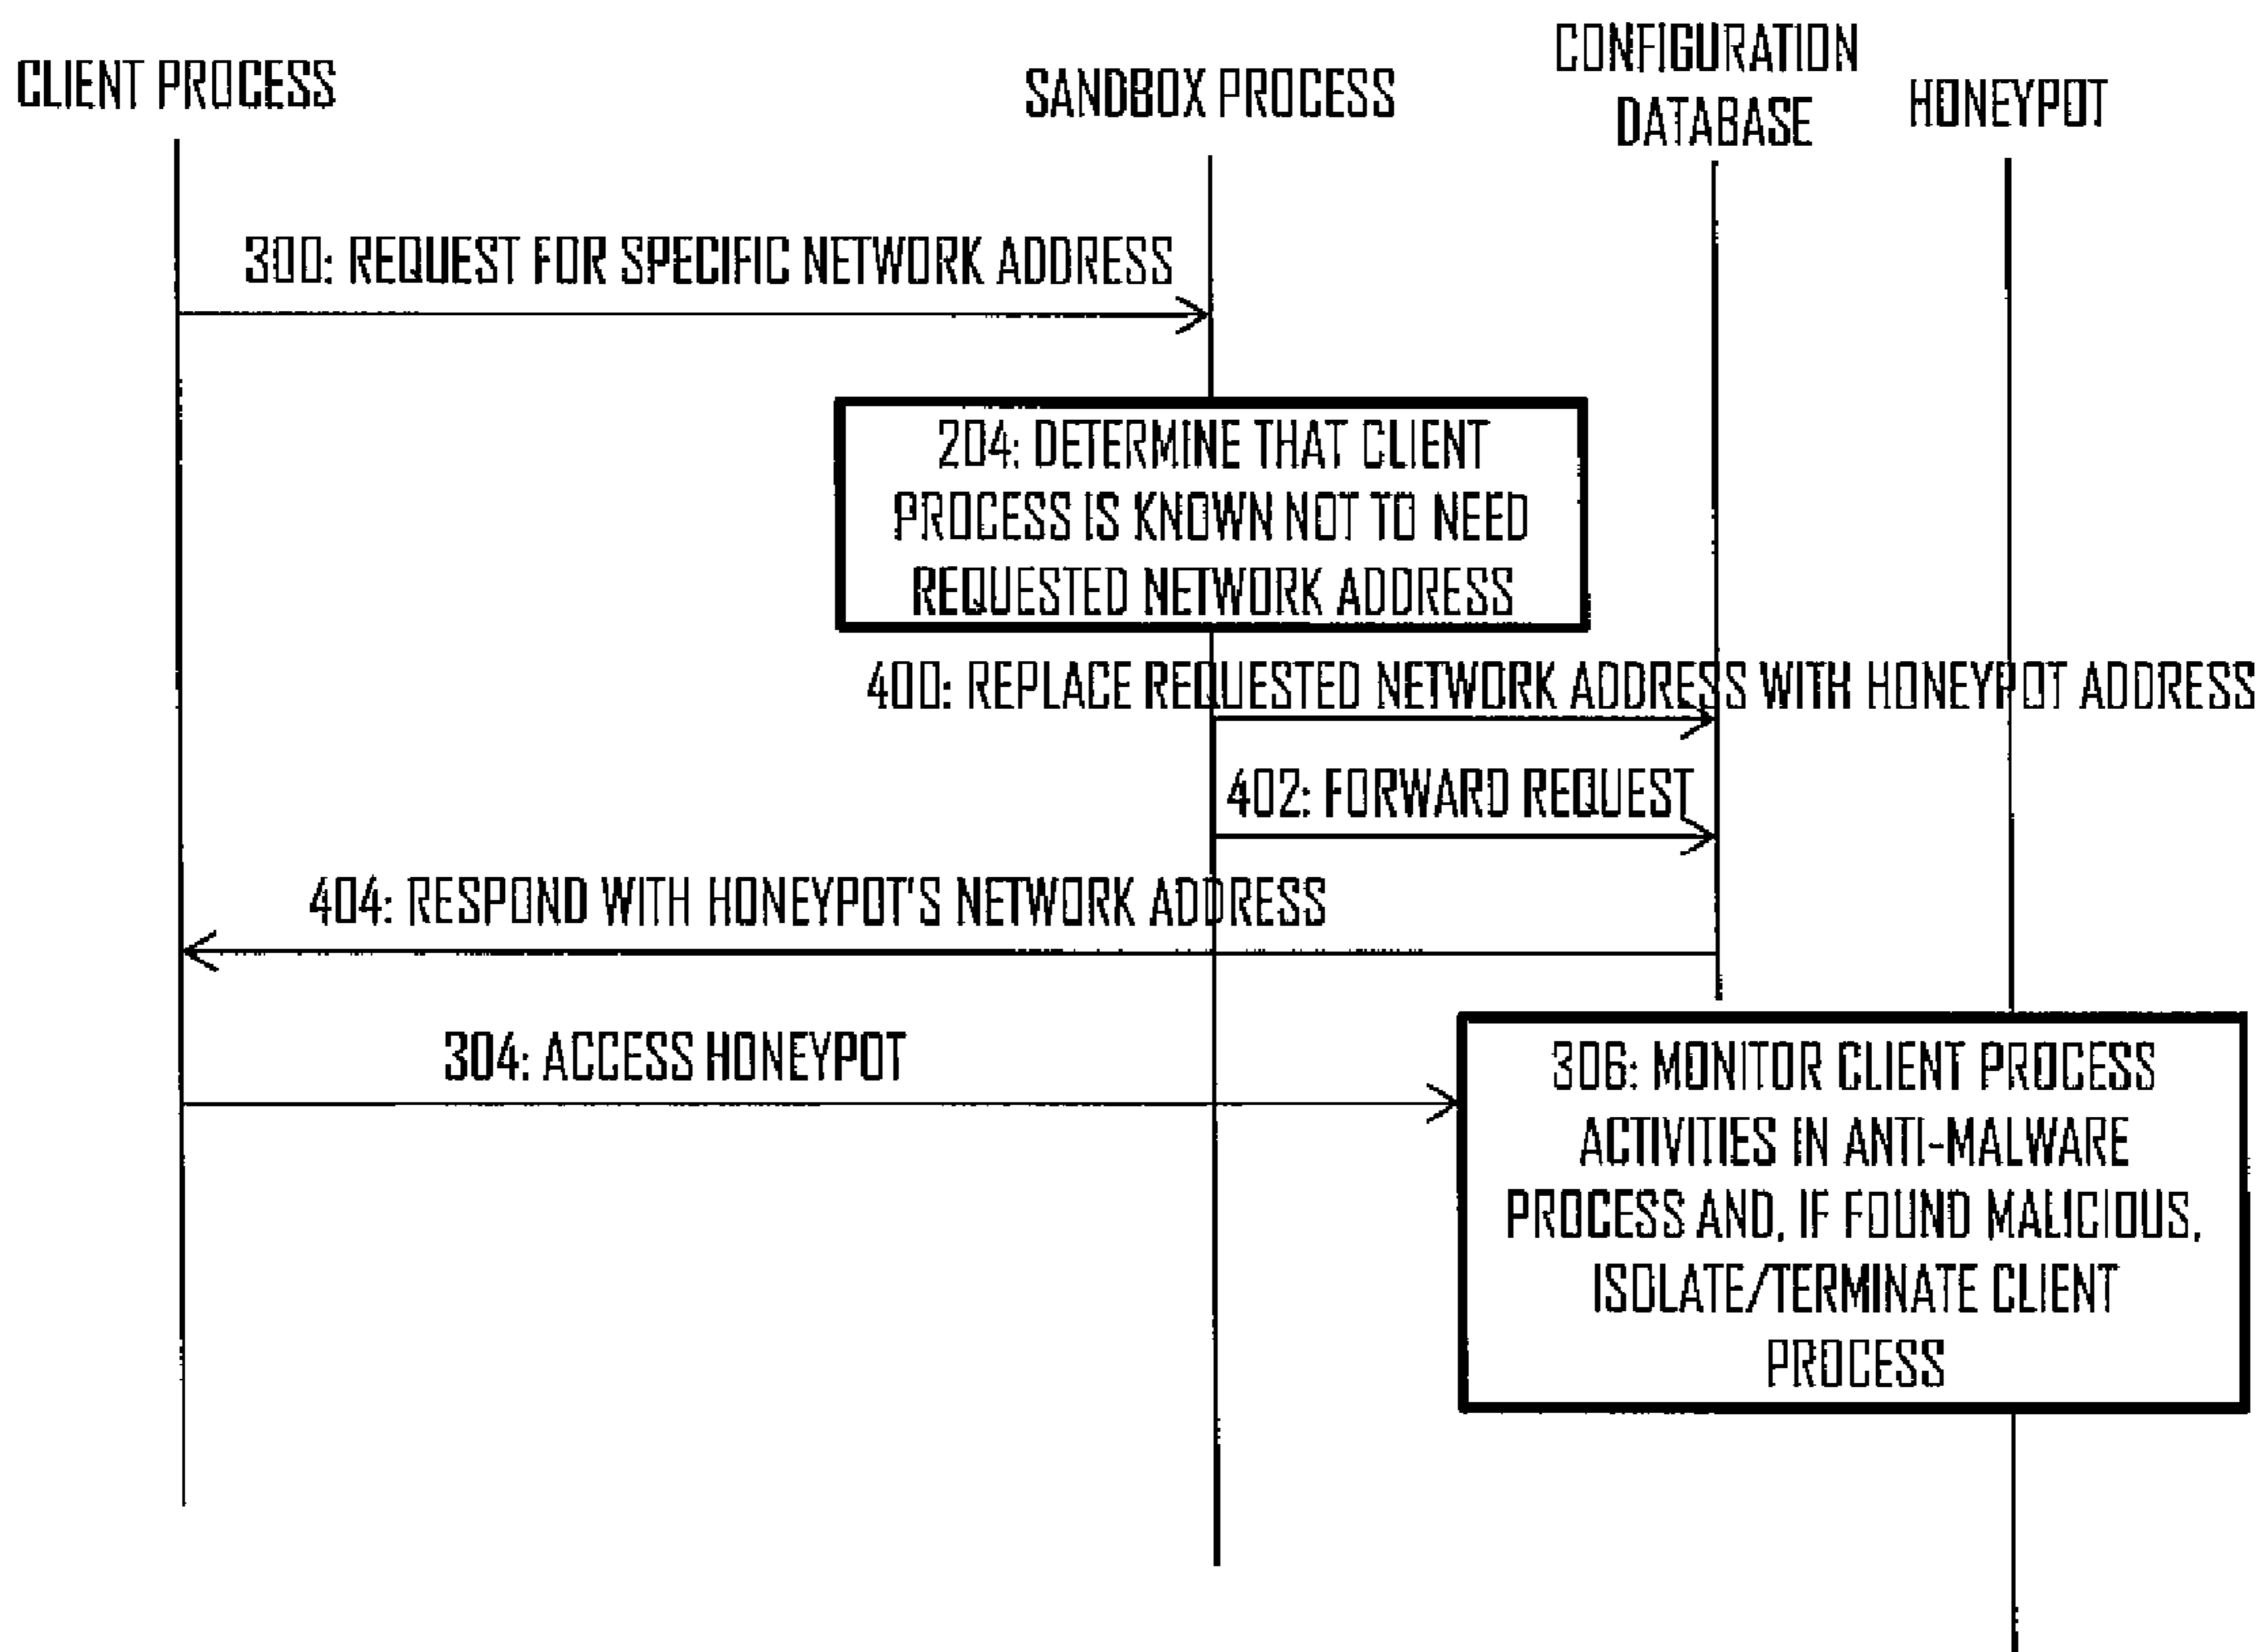 CLIENT PROCESS
SANDBOX PROCESS
CONFIGURATION
DATABASE
HONEYPOT
300: REQUEST FOR SPECIFIC NETWORK ADDRESS
204: DETERMINE THAT CLIENT
PROCESS IS KNOWN NOT TO NEED
REQUESTED NETWORK ADDRESS
400: REPLACE REQUESTED NETWORK ADDRESS WITH HONEYPOT ADDRESS
402: FORWARD REQUEST
404: RESPOND WITH HONEYPOT'S NETWORK ADDRESS
304: ACCESS HONEYPOT
306: MONITOR CLIENT PROCESS
ACTIVITIES IN ANTI-MALWARE
PROCESS AND, IF FOUND MALICIOUS,
ISOLATE/TERMINATE CLIENT
PROCESS